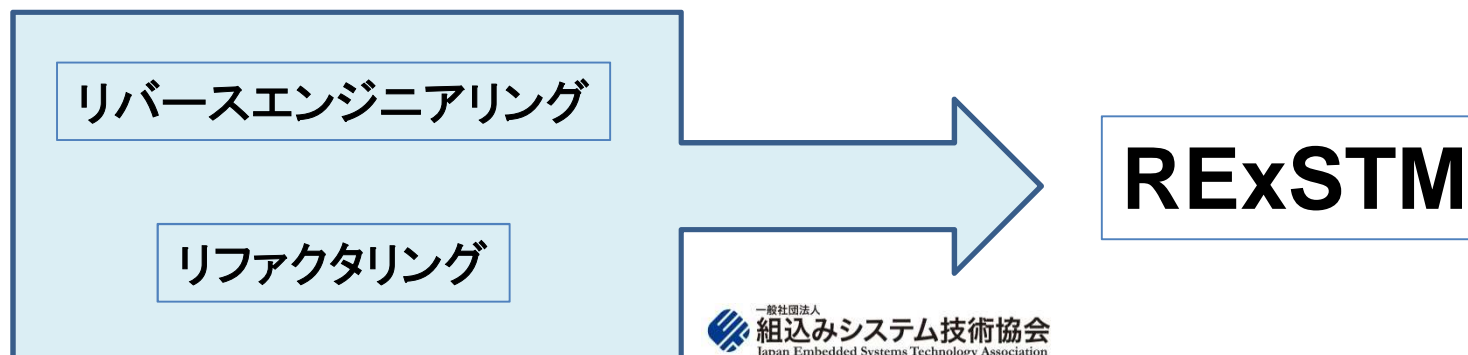 リバースエンジニアリング
RExSTM
リファクタリング
一般社団法人
組込みシステム技術協会
Japan Embedded Systems Technology Association